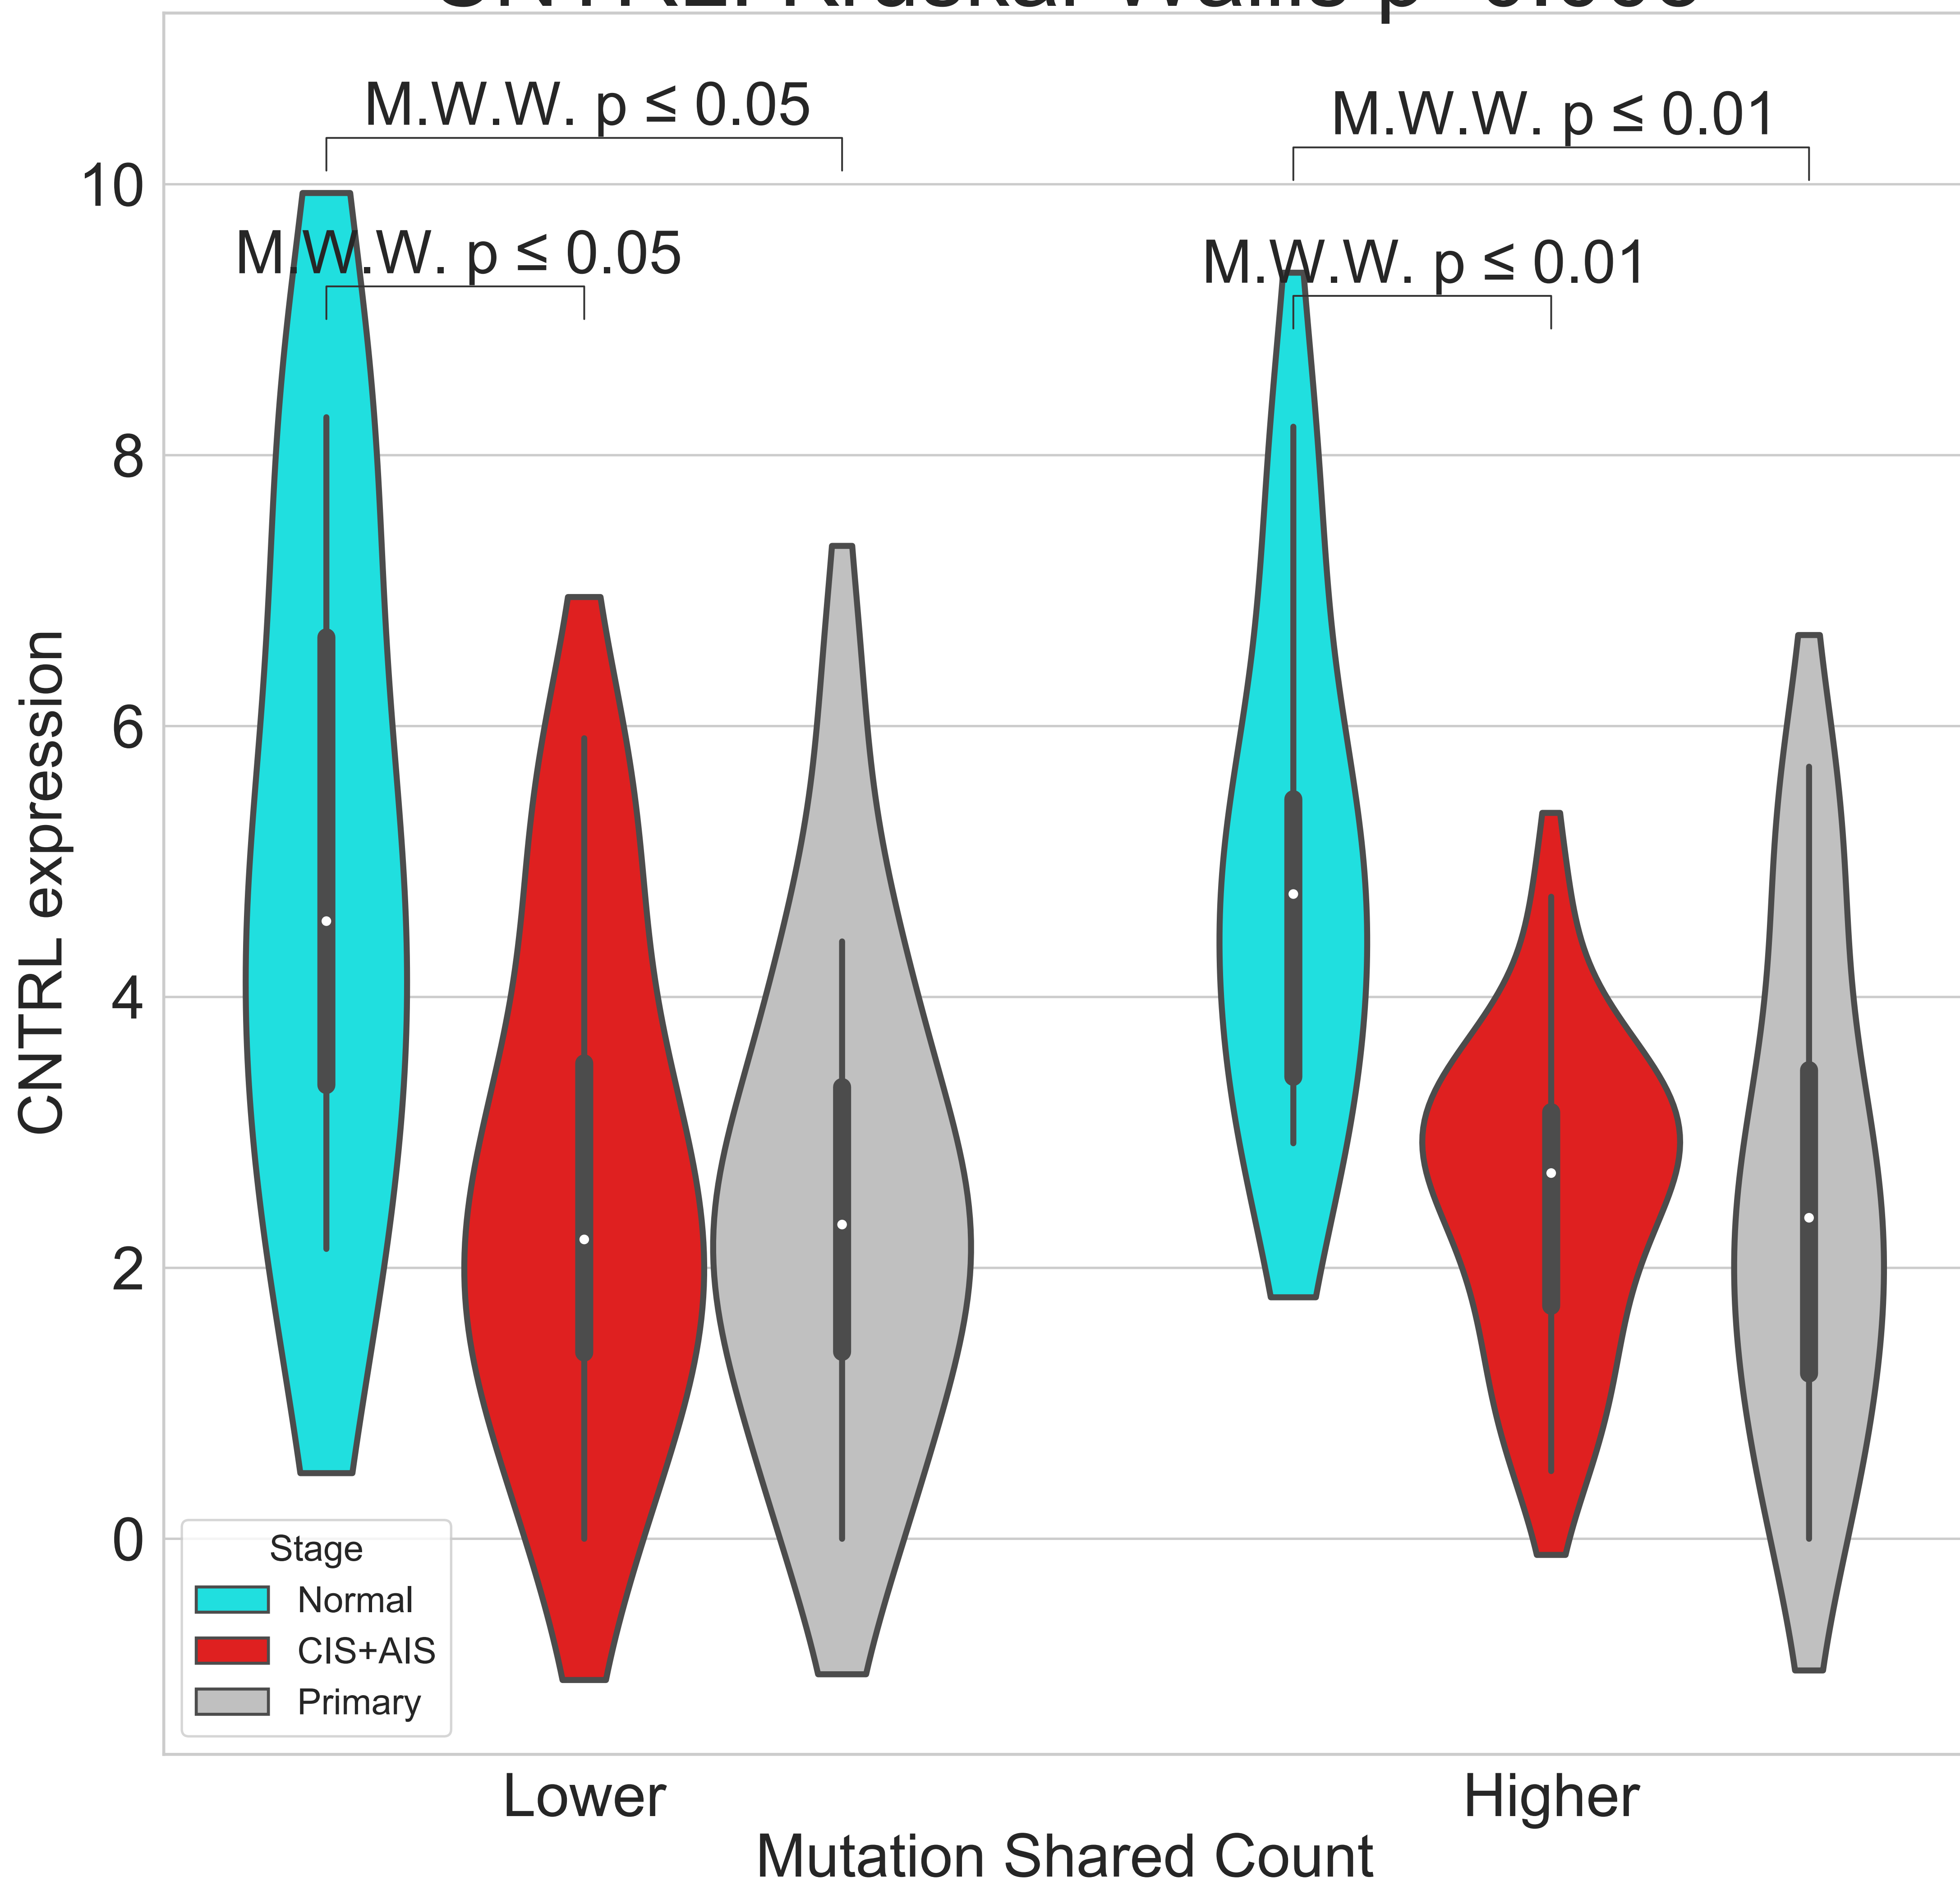 M.W.W. p ≤ 0.05
M.W.W. p ≤ 0.01
M.W.W. p ≤ 0.05
M.W.W. p ≤ 0.01
10
8
6
4
2
0
CNTRL expression
Stage
Normal
CIS+AIS
Primary
Lower
Higher
Mutation Shared Count